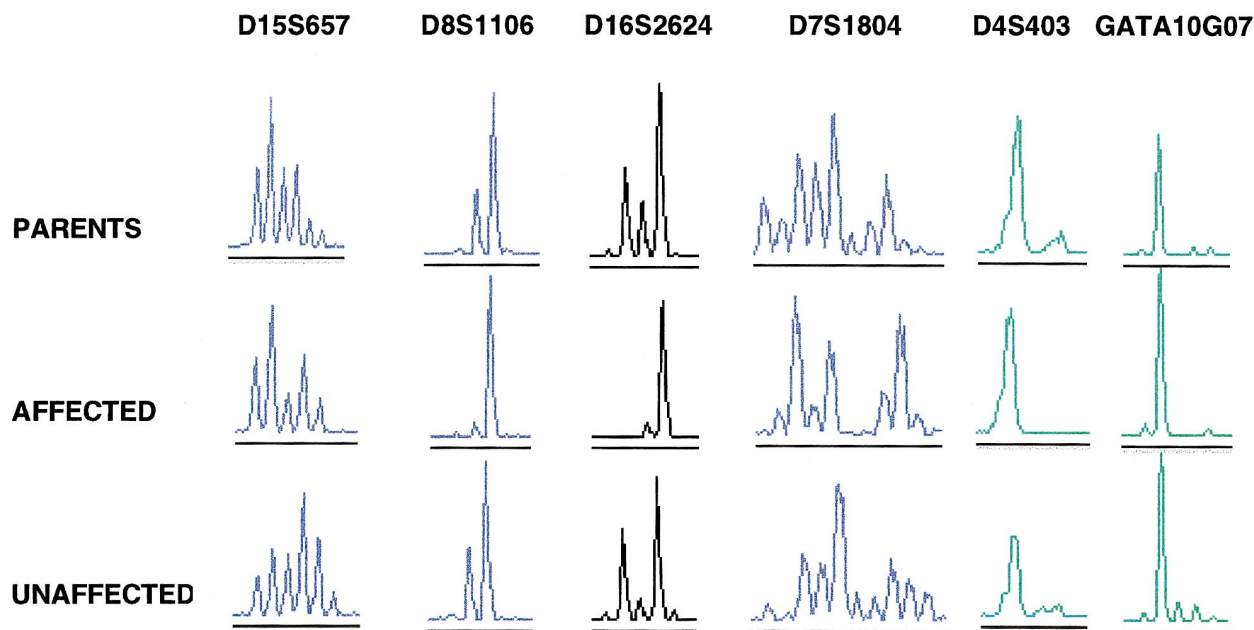 D15S657 D8S1106 D16S2624 D7S1804 D4S403 GATA10G07
PARENTS
AFFECTED
UNAFFECTED